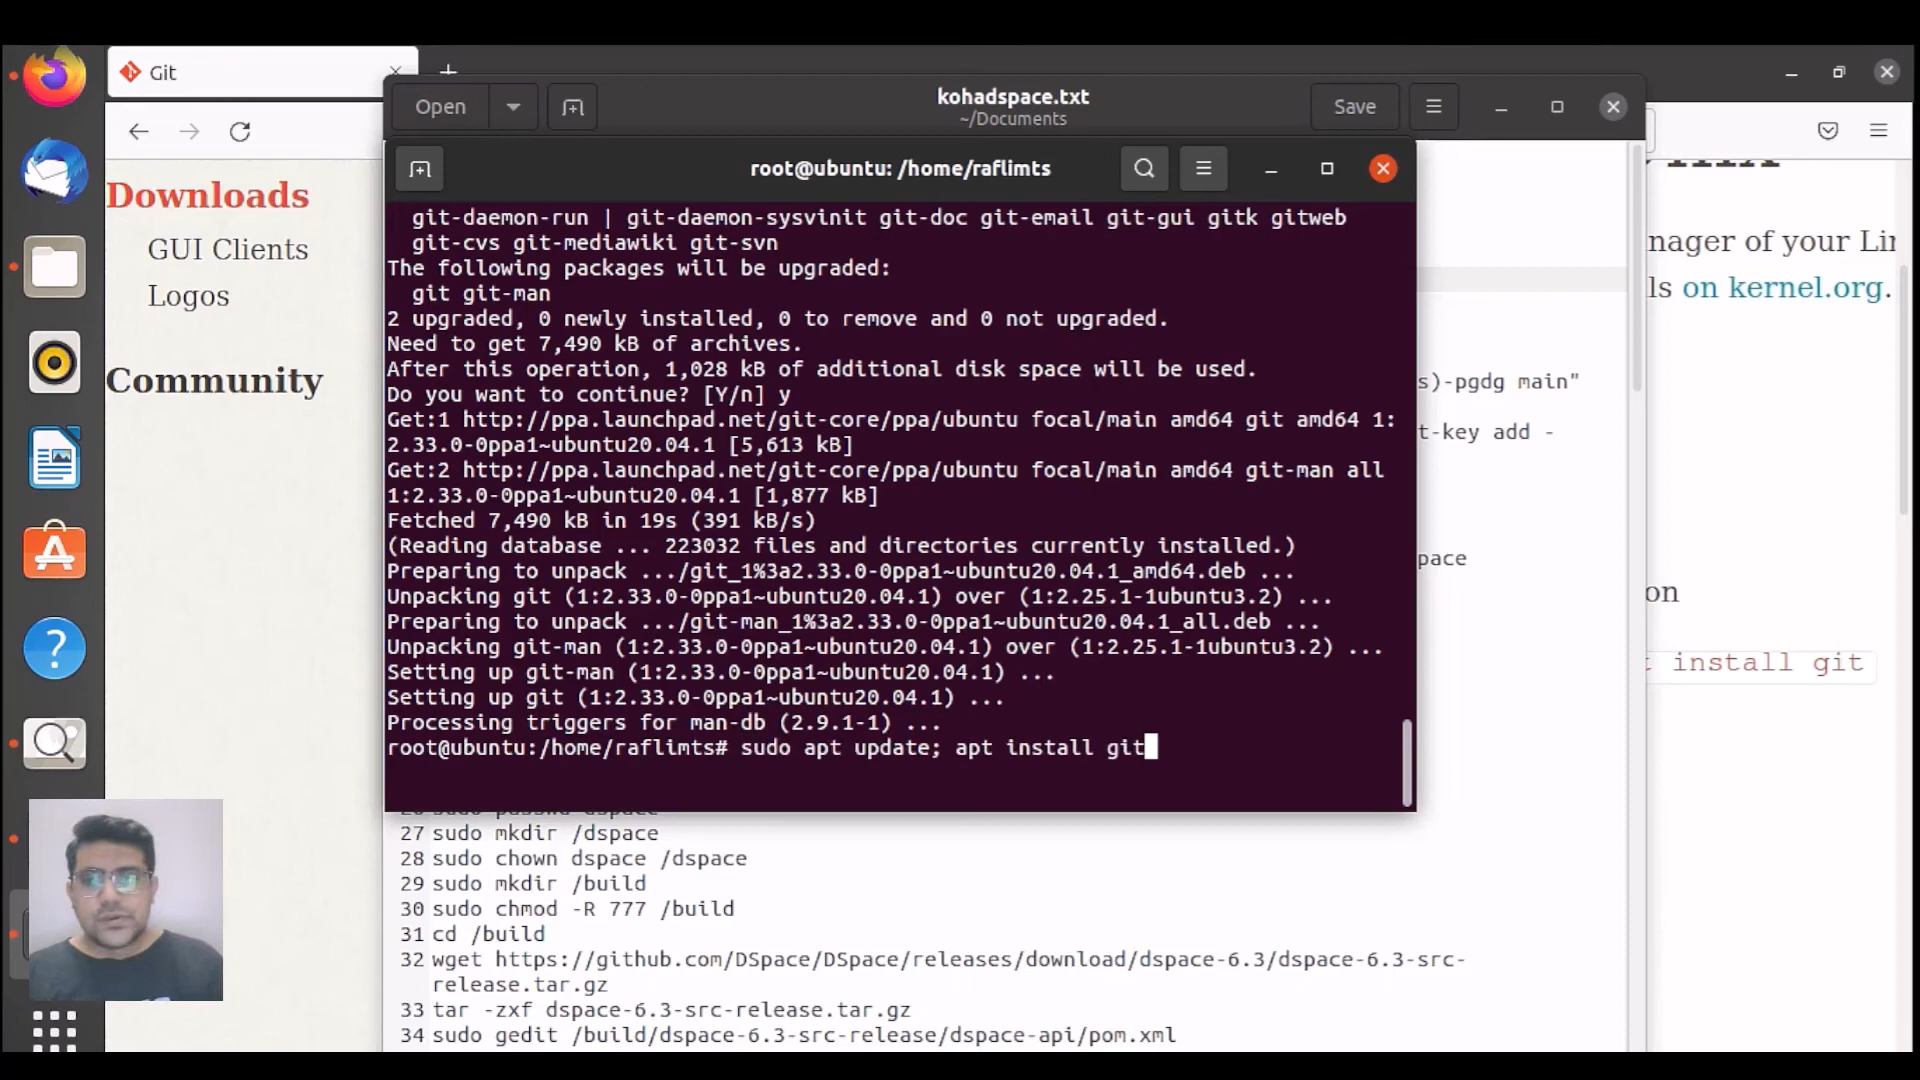 Git
Open
kohadspace.txt
~/Documents
Save
root@ubuntu: /home/raflimts
Downloads
GUI Clients
Logos
Community
git-daemon-run | git-daemon-sysvinit git-doc git-email git-gui gitk gitweb
git-cvs git-mediawiki git-svn
The following packages will be upgraded:
git git-man
2 upgraded, 0 newly installed, 0 to remove and 0 not upgraded.
Need to get 7,490 kB of archives.
After this operation, 1,028 kB of additional disk space will be used.
Do you want to continue? [Y/n] y
Get:1 http://ppa.launchpad.net/git-core/ppa/ubuntu focal/main amd64 git amd64 1:
2.33.0-0ppa1~ubuntu20.04.1 [5,613 kB]
Get:2 http://ppa.launchpad.net/git-core/ppa/ubuntu focal/main amd64 git-man all
1:2.33.0-0ppa1~ubuntu20.04.1 [1,877 kB]
Fetched 7,490 kB in 19s (391 kB/s)
(Reading database ... 223032 files and directories currently installed.)
Preparing to unpack .../git_1%3a2.33.0-0ppa1~ubuntu20.04.1_amd64.deb ...
Unpacking git (1:2.33.0-0ppa1~ubuntu20.04.1) over (1:2.25.1-1ubuntu3.2) ...
Preparing to unpack .../git-man_1%3a2.33.0-0ppa1~ubuntu20.04.1_all.deb ...
Unpacking git-man (1:2.33.0-0ppa1~ubuntu20.04.1) over (1:2.25.1-1ubuntu3.2) ...
Setting up git-man (1:2.33.0-0ppa1~ubuntu20.04.1) ...
Setting up git (1:2.33.0-0ppa1~ubuntu20.04.1) ...
Processing triggers for man-db (2.9.1-1) ...
root@ubuntu:/home/raflimts# sudo apt update; apt install git
s)-pgdg main"
t-key add -
pace
nager of your Lin
ls on kernel.org.
on
t install git
27 sudo mkdir /dspace
28 sudo chown dspace /dspace
29 sudo mkdir /build
30 sudo chmod -R 777 /build
31 cd /build
32 wget https://github.com/DSpace/DSpace/releases/download/dspace-6.3/dspace-6.3-src-
release.tar.gz
33 tar -zxf dspace-6.3-src-release.tar.gz
34 sudo gedit /build/dspace-6.3-src-release/dspace-api/pom.xml